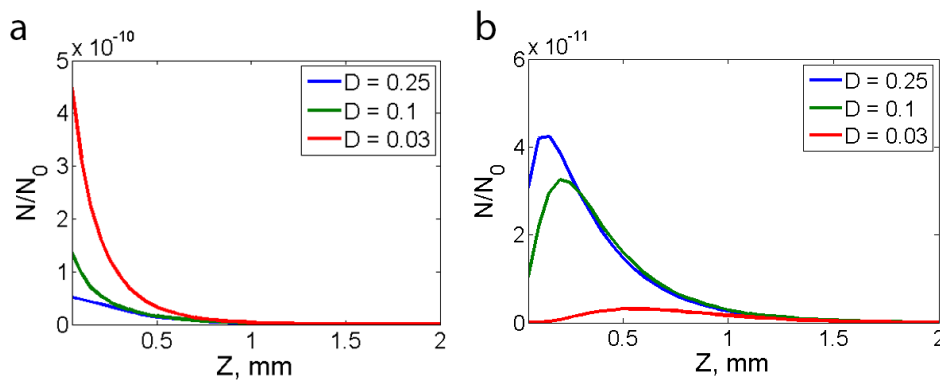 a
x 10⁻¹⁰
5
4
3
2
1
0
N/N₀
0.5
1
1.5
2
Z, mm
D = 0.25
D = 0.1
D = 0.03
b
x 10⁻¹¹
6
4
2
0
N/N₀
0.5
1
1.5
2
Z, mm
D = 0.25
D = 0.1
D = 0.03